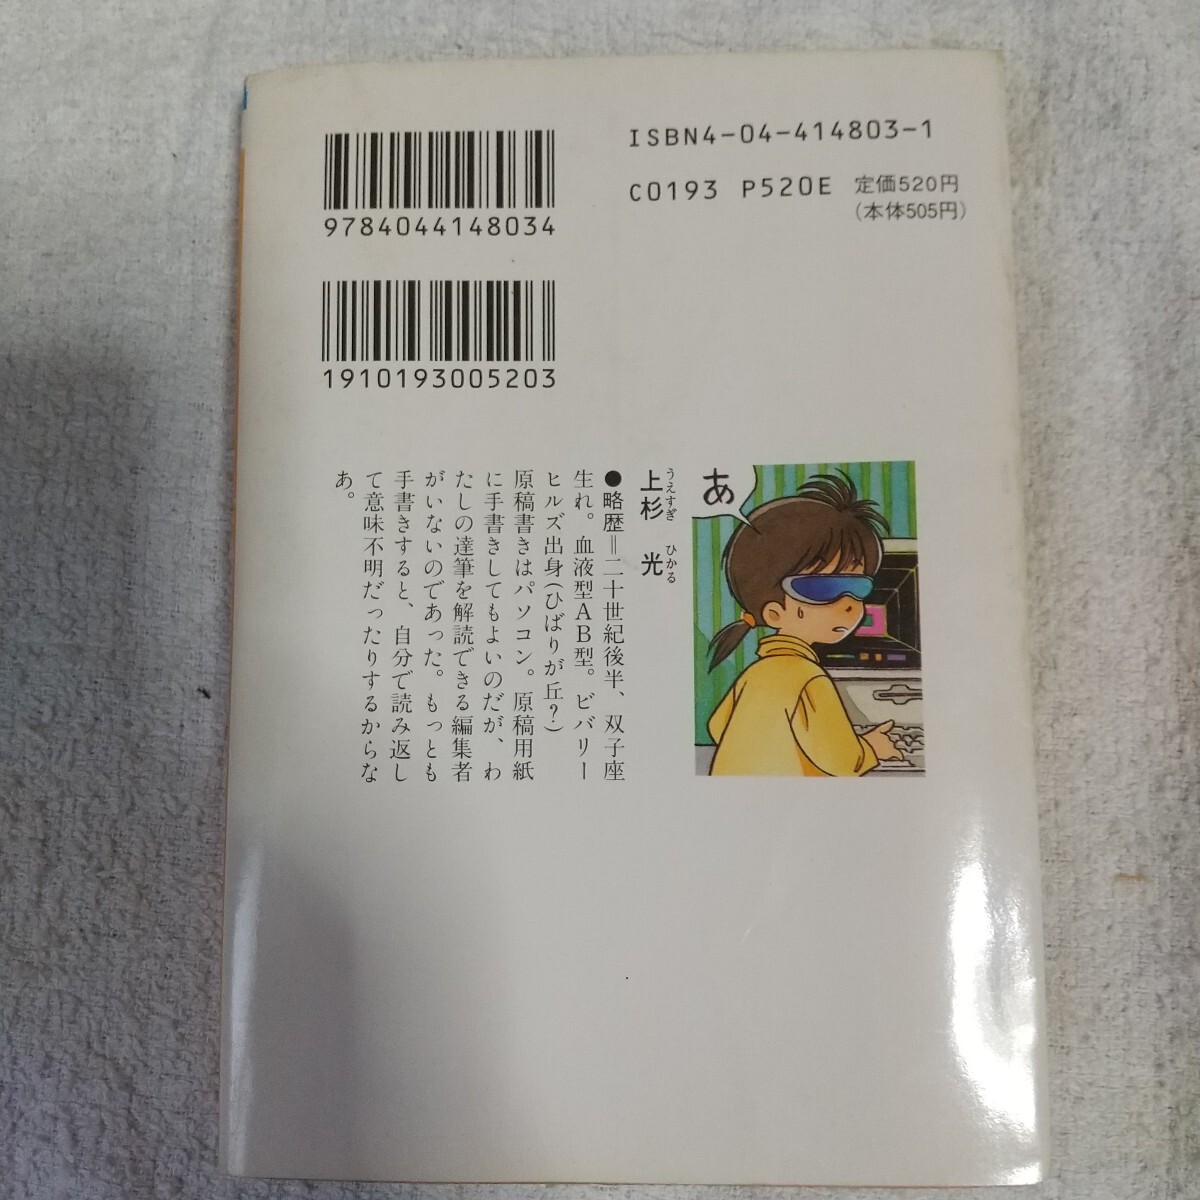 ISBN4-04-414803-1
C0193 P520E 定価520円
(本体505円)
9784044148034
1910193005203
あ
上杉 光
うえすぎ ひかる
●略歴=二十世紀後半、双子座
生れ。血液型AB型。ビバリー
ヒルズ出身(ひばりが丘?)
原稿書きはパソコン。原稿用紙
に手書きしてもよいのだが、わ
たしの達筆を解読できる編集者
がいないのであった。もっとも
手書きすると、自分で読み返し
て意味不明だったりするからな
あ。